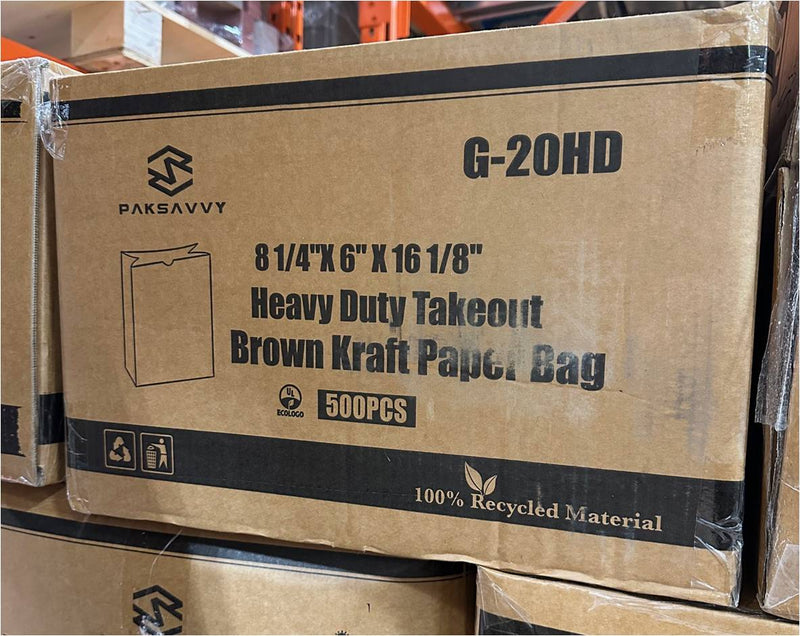 G-20HD
PAKSAVVY
8 1/4"X 6" X 16 1/8"
Heavy Duty Takeout
Brown Kraft Paper Bag
UL
ECOLOGO
500PCS
100% Recycled Material